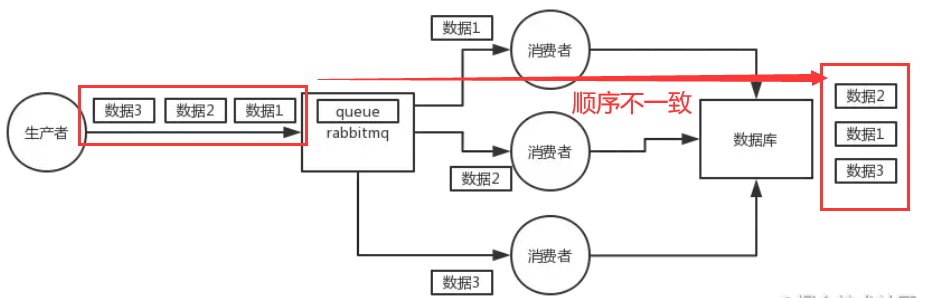 数据1
消费者
数据3 数据2 数据1
queue
rabbitmq
生产者
顺序不一致
数据2
数据1
数据3
消费者
数据库
数据2
消费者
数据3